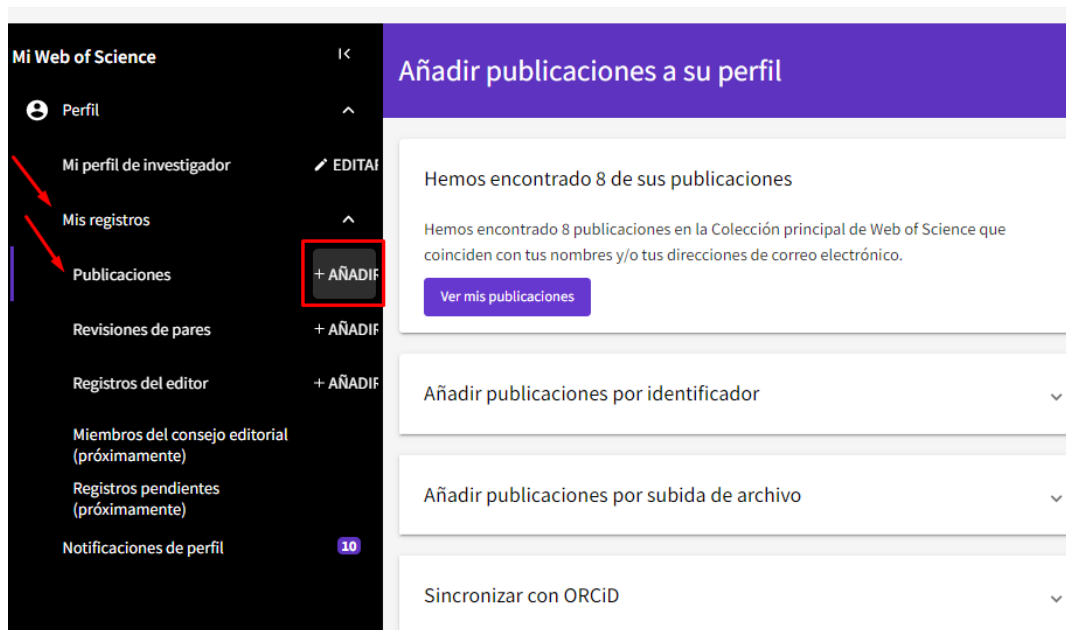 Mi Web of Science
Perfil
Mi perfil de investigador
EDITAR
Mis registros
Publicaciones
+ AÑADIR
Revisiones de pares
+ AÑADIR
Registros del editor
+ AÑADIR
Miembros del consejo editorial
(próximamente)
Registros pendientes
(próximamente)
Notificaciones de perfil
10
Añadir publicaciones a su perfil
Hemos encontrado 8 de sus publicaciones
Hemos encontrado 8 publicaciones en la Colección principal de Web of Science que
coinciden con tus nombres y/o tus direcciones de correo electrónico.
Ver mis publicaciones
Añadir publicaciones por identificador
Añadir publicaciones por subida de archivo
Sincronizar con ORCiD